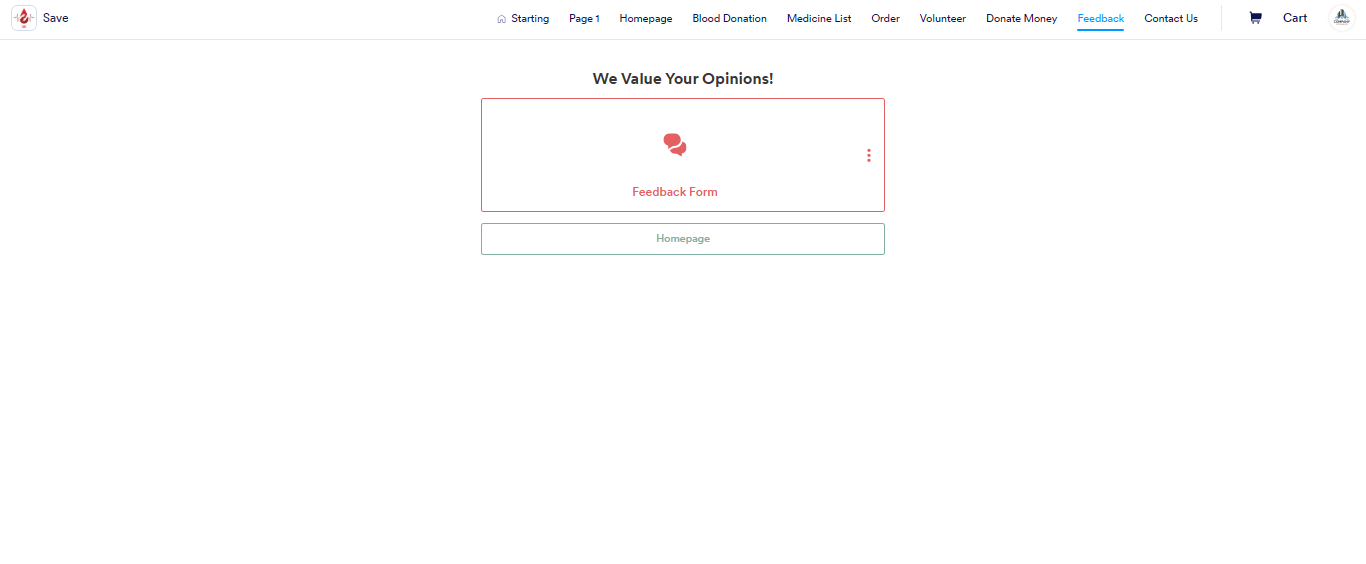 Save
Starting
Page 1
Homepage
Blood Donation
Medicine List
Order
Volunteer
Donate Money
Feedback
Contact Us
Cart
We Value Your Opinions!
Feedback Form
Homepage